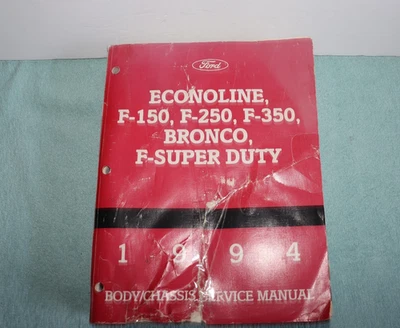 Ford
ECONOLINE,
F-150, F-250, F-350,
BRONCO,
F-SUPER DUTY
1 9 9 4
BODY/CHASSIS SERVICE MANUAL